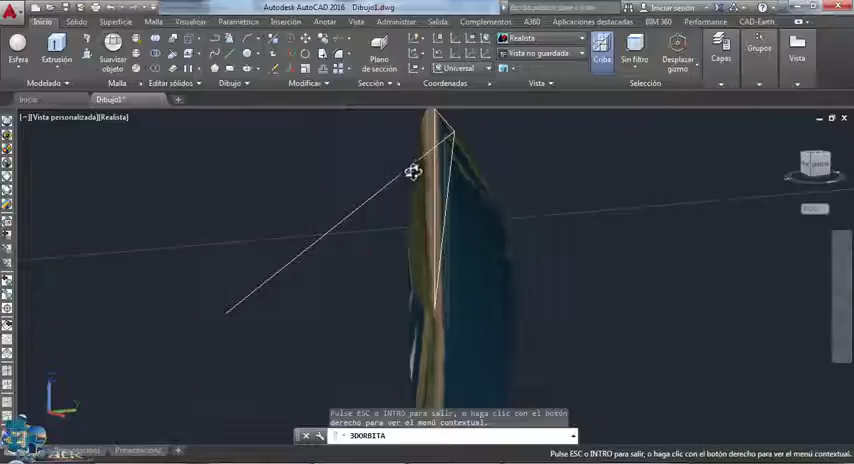 Autodesk AutoCAD 2016 Dibujo1.dwg
Iniciar sesión
Inicio Sólido Superficie Malla Visualizar Paramétrica Inserción Anotar Vista Administrar Salida Complementos A360 Aplicaciones destacadas BIM 360 Performance CAD-Earth
Esfera Extrusión Suavizar objeto Plano de sección Universal Realista Vista no guardada Criba Sin filtro Desplazar gizmo Capas Grupos Vista
Modelado Malla Editar sólidos Dibujo Modificar Sección Coordenadas Vista Selección
Inicio Dibujo1*
[−][Vista personalizada][Realista]
Pulse ESC o INTRO para salir, o haga clic con el botón
derecho para ver el menú contextual.
3DORBITA
Presentación2
Pulse ESC o INTRO para salir, o haga clic con el botón derecho para ver el menú contextual.